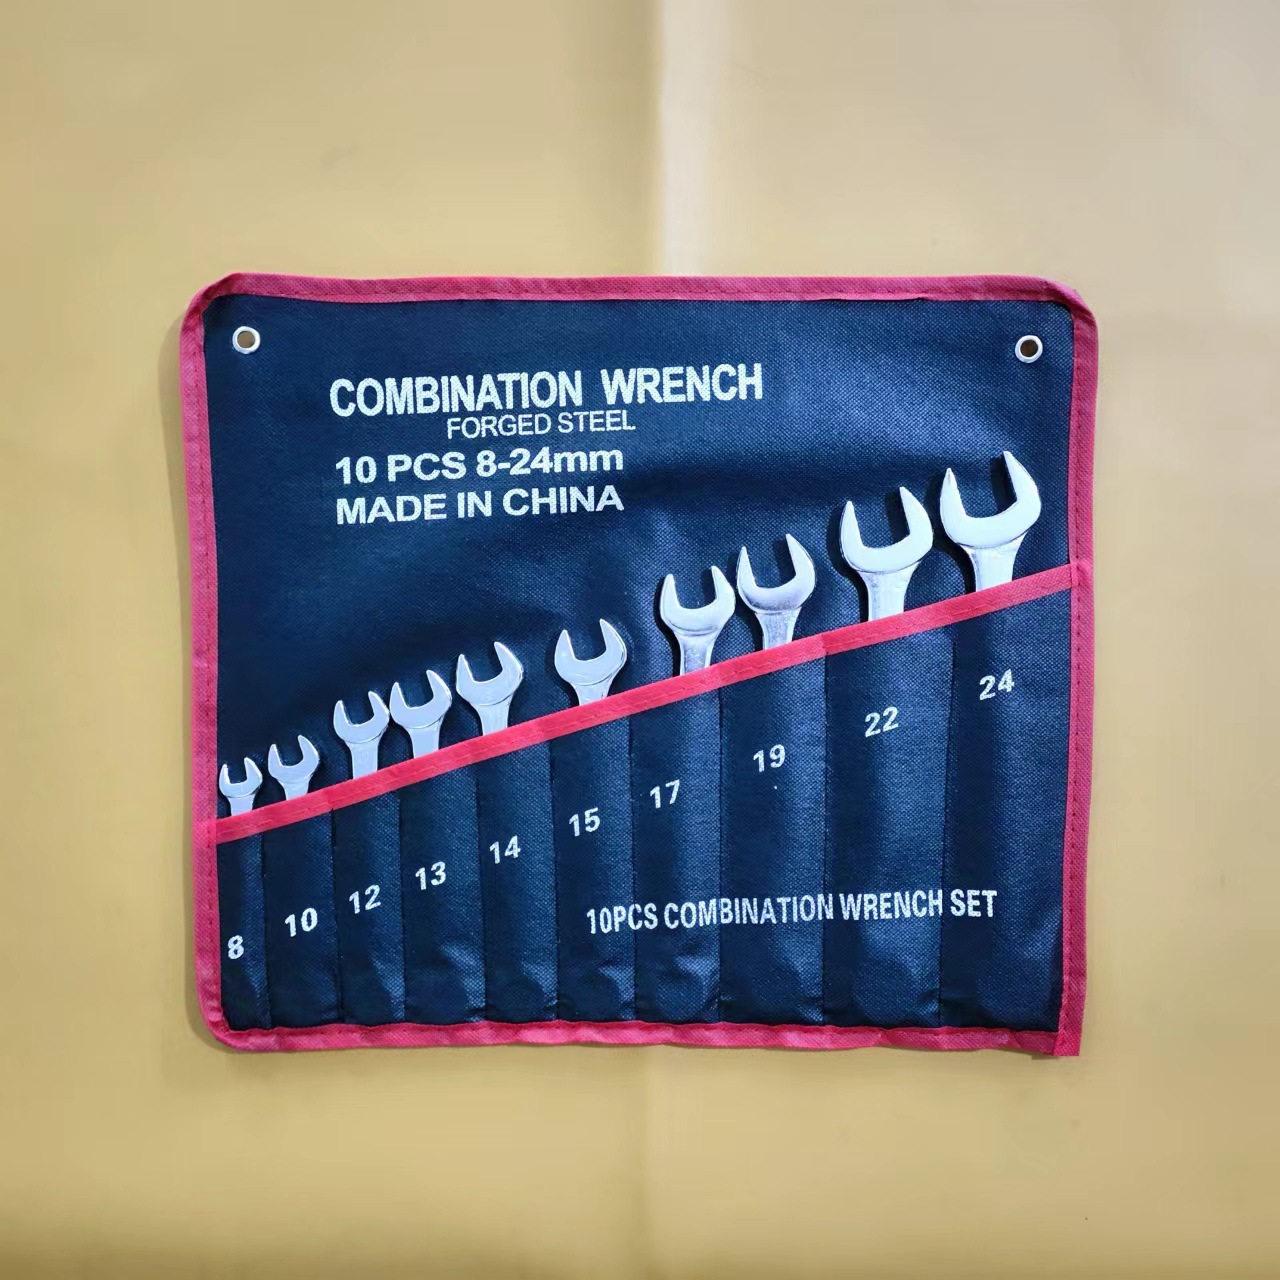 COMBINATION WRENCH
FORGED STEEL
10 PCS 8-24mm
MADE IN CHINA
8
10
12
13
14
15
17
19
22
24
10PCS COMBINATION WRENCH SET